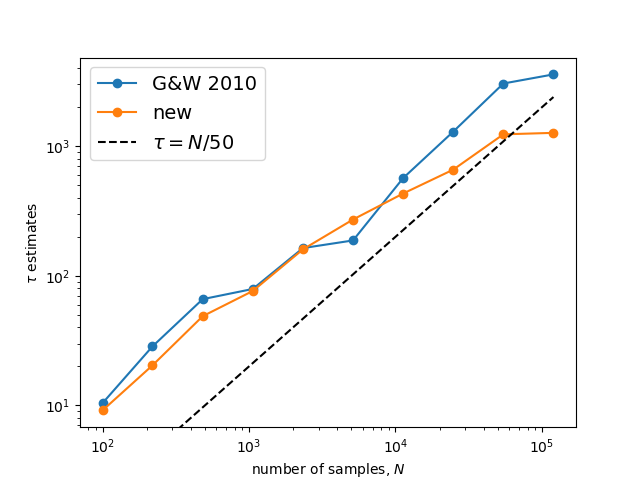 G&W 2010
new
τ = N/50
10³
10²
10¹
τ estimates
10² 10³ 10⁴ 10⁵
number of samples, N